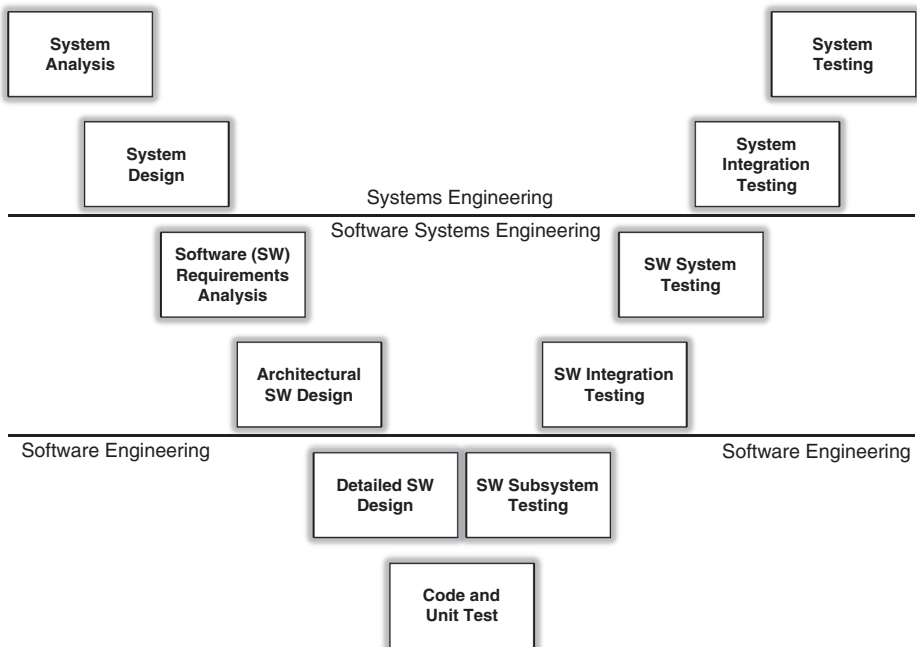 System
Analysis
System
Testing
System
Design
System
Integration
Testing
Systems Engineering
Software Systems Engineering
Software (SW)
Requirements
Analysis
SW System
Testing
Architectural
SW Design
SW Integration
Testing
Software Engineering
Software Engineering
Detailed SW
Design
SW Subsystem
Testing
Code and
Unit Test